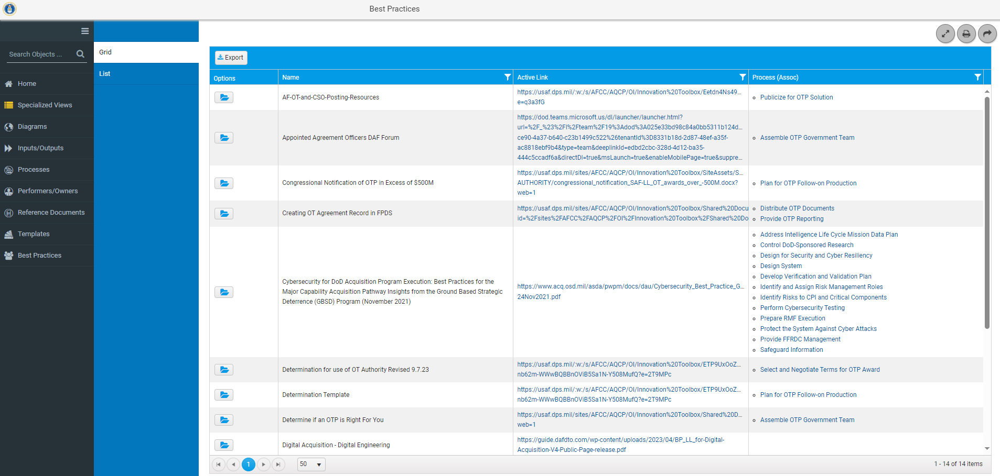 Best Practices
Search Objects ...
Home
Specialized Views
Diagrams
Inputs/Outputs
Processes
Performers/Owners
Reference Documents
Templates
Best Practices
Grid
List
Export
Options
Name
Active Link
Process (Assoc)
AF-OT-and-CSO-Posting-Resources
https://usaf.dps.mil/:w:/s/AFCC/AQCP/OI/Innovation%20Toolbox/Eetdn4Ns49...
e=q3a3fG
Publicize for OTP Solution
Appointed Agreement Officers DAF Forum
https://dod.teams.microsoft.us/dl/launcher/launcher.html?
url=%2F_%23%2Fl%2Fteam%2F19%3Adod%3A025e33bd98c84a0bb5311b124d...
ce90-4a37-b640-c23b1499c522%26tenantId%3D8331b18d-2d87-48ef-a35f-
ac8818ebf9b4&type=team&deeplinkId=edbd2cbc-328d-4d12-ba35-
444c5ccadf6a&directDl=true&msLaunch=true&enableMobilePage=true&suppre...
Assemble OTP Government Team
Congressional Notification of OTP in Excess of $500M
https://usaf.dps.mil/sites/AFCC/AQCP/OI/Innovation%20Toolbox/SiteAssets/S...
AUTHORITY/congressional_notification_SAF-LL_OT_awards_over_-500M.docx?
web=1
Plan for OTP Follow-on Production
Creating OT Agreement Record in FPDS
https://usaf.dps.mil/sites/AFCC/AQCP/OI/Innovation%20Toolbox/Shared%20Docu
id=%2Fsites%2FAFCC%2FAQCP%2FOI%2FInnovation%20Toolbox%2FShared%20Do
Distribute OTP Documents
Provide OTP Reporting
Cybersecurity for DoD Acquisition Program Execution: Best Practices for the
Major Capability Acquisition Pathway Insights from the Ground Based Strategic
Deterrence (GBSD) Program (November 2021)
https://www.acq.osd.mil/asda/pwpm/docs/dau/Cybersecurity_Best_Practice_G...
24Nov2021.pdf
Address Intelligence Life Cycle Mission Data Plan
Control DoD-Sponsored Research
Design for Security and Cyber Resiliency
Design System
Develop Verification and Validation Plan
Identify and Assign Risk Management Roles
Identify Risks to CPI and Critical Components
Perform Cybersecurity Testing
Prepare RMF Execution
Protect the System Against Cyber Attacks
Provide FFRDC Management
Safeguard Information
Determination for use of OT Authority Revised 9.7.23
https://usaf.dps.mil/:w:/s/AFCC/AQCP/OI/Innovation%20Toolbox/ETP9UxOoZ...
nb62m-WWwBQBBnOViB5Sa1N-Y508MufQ?e=2T9MPc
Select and Negotiate Terms for OTP Award
Determination Template
https://usaf.dps.mil/:w:/s/AFCC/AQCP/OI/Innovation%20Toolbox/ETP9UxOoZ...
nb62m-WWwBQBBnOViB5Sa1N-Y508MufQ?e=2T9MPc
Plan for OTP Follow-on Production
Determine if an OTP is Right For You
https://usaf.dps.mil/sites/AFCC/AQCP/OI/Innovation%20Toolbox/Shared%20D...
web=1
Assemble OTP Government Team
Digital Acquisition - Digital Engineering
https://guide.dafdto.com/wp-content/uploads/2023/04/BP_LL_for-Digital-
Acquisition-V4-Public-Page-release.pdf
1
50
1 - 14 of 14 items